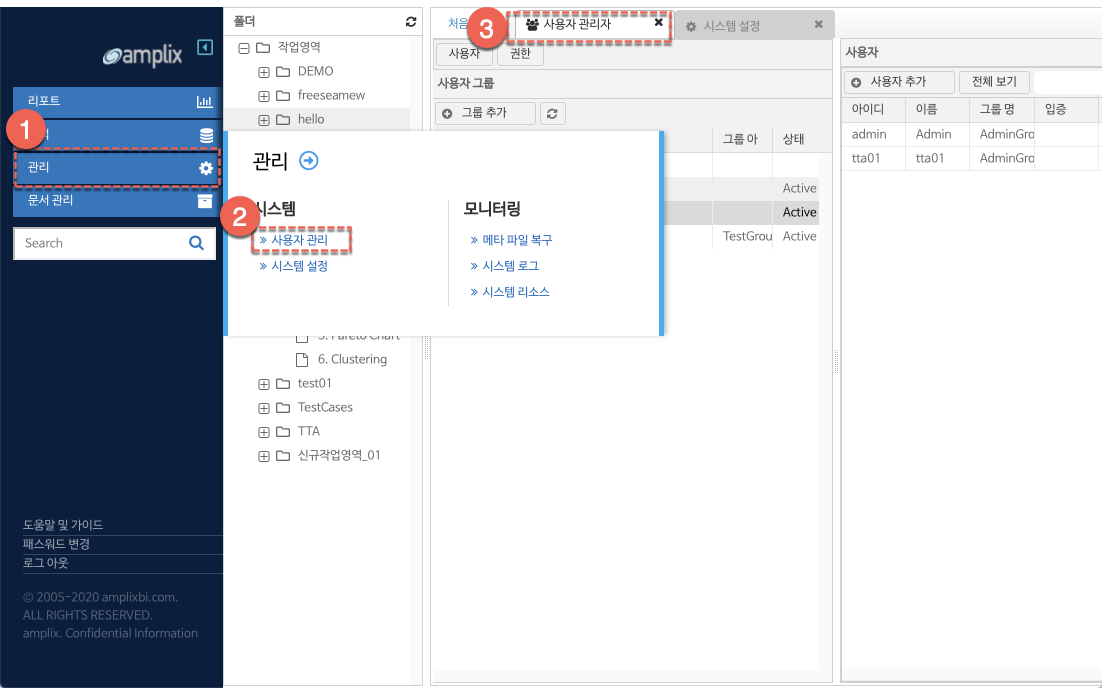 amplix
리포트
1
관리
문서 관리
Search
도움말 및 가이드
패스워드 변경
로그 아웃
© 2005-2020 amplixbi.com.
ALL RIGHTS RESERVED.
amplix. Confidential Information
폴더
작업영역
DEMO
freeseamew
hello
6. Clustering
test01
TestCases
TTA
신규작업영역_01
관리
2
시스템
사용자 관리
시스템 설정
모니터링
메타 파일 복구
시스템 로그
시스템 리소스
처음
3
사용자 관리자
시스템 설정
사용자 권한
사용자 그룹
그룹 추가
그룹 아 상태
Active
Active
TestGrou Active
사용자
사용자 추가 전체 보기
아이디 이름 그룹 명 입증
admin Admin AdminGro
tta01 tta01 AdminGro